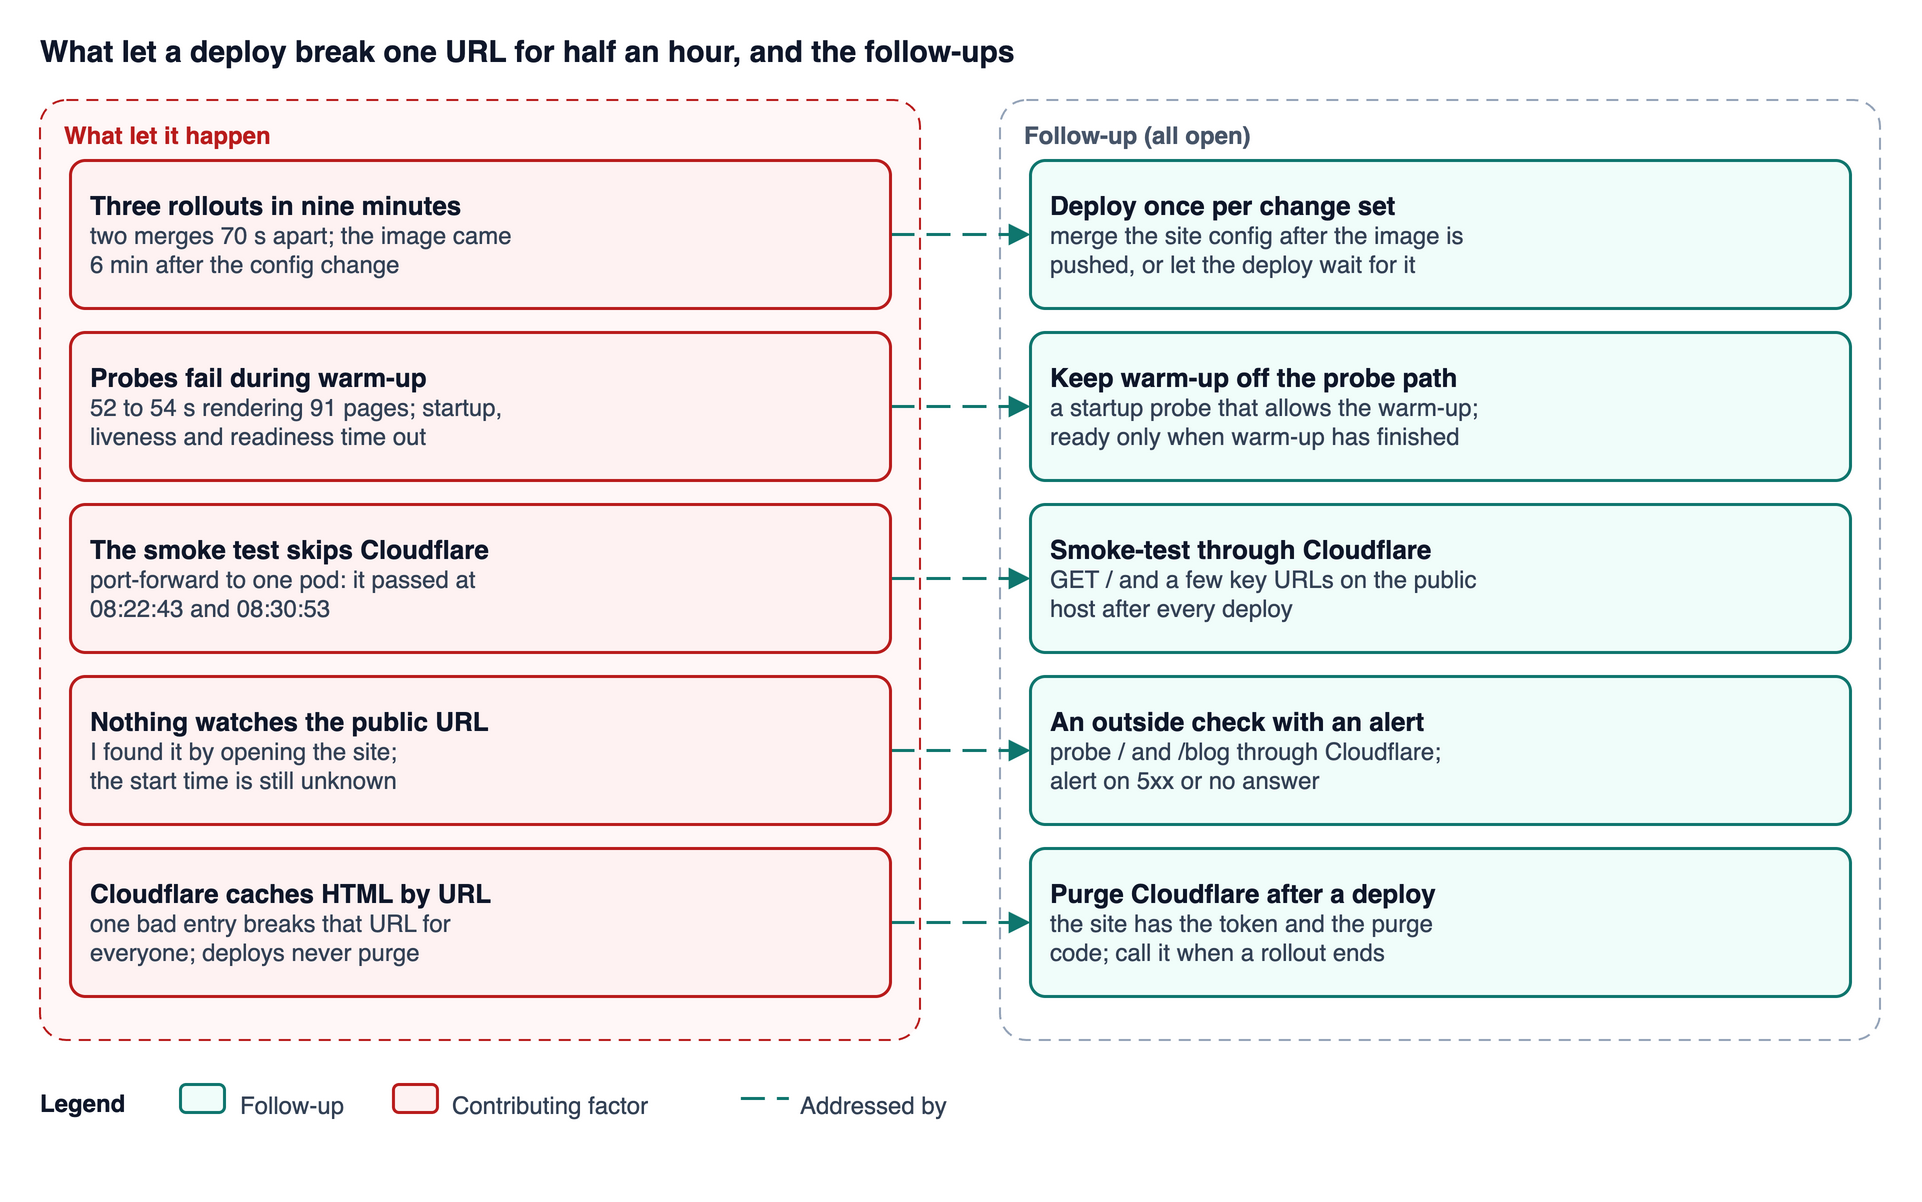 What let a deploy break one URL for half an hour, and the follow-ups
What let it happen
Three rollouts in nine minutes
two merges 70 s apart; the image came
6 min after the config change
Probes fail during warm-up
52 to 54 s rendering 91 pages; startup,
liveness and readiness time out
The smoke test skips Cloudflare
port-forward to one pod: it passed at
08:22:43 and 08:30:53
Nothing watches the public URL
I found it by opening the site;
the start time is still unknown
Cloudflare caches HTML by URL
one bad entry breaks that URL for
everyone; deploys never purge
Follow-up (all open)
Deploy once per change set
merge the site config after the image is
pushed, or let the deploy wait for it
Keep warm-up off the probe path
a startup probe that allows the warm-up;
ready only when warm-up has finished
Smoke-test through Cloudflare
GET / and a few key URLs on the public
host after every deploy
An outside check with an alert
probe / and /blog through Cloudflare;
alert on 5xx or no answer
Purge Cloudflare after a deploy
the site has the token and the purge
code; call it when a rollout ends
Legend
Follow-up
Contributing factor
Addressed by